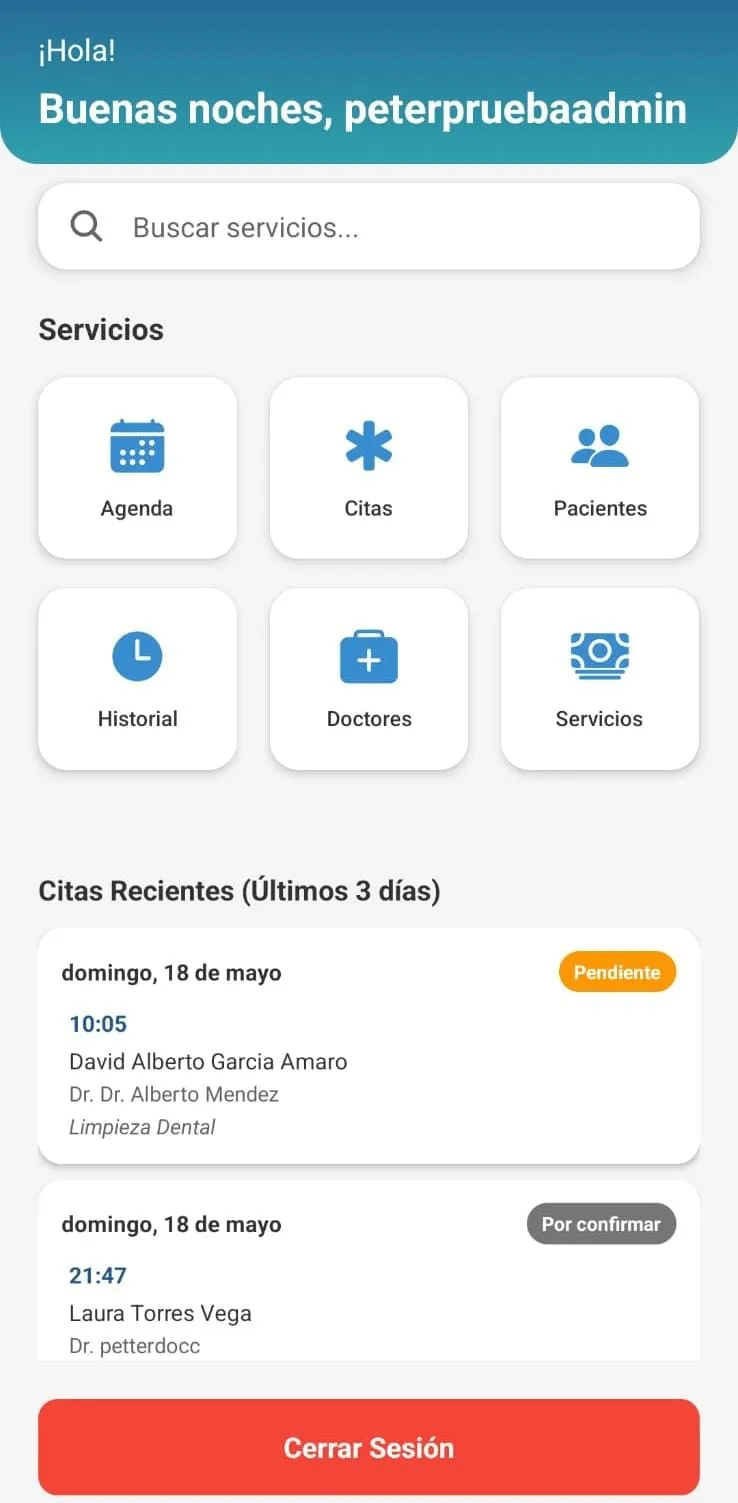 ¡Hola!
Buenas noches, peterpruebaadmin
Buscar servicios...
Servicios
Agenda
Citas
Pacientes
Historial
Doctores
Servicios
Citas Recientes (Últimos 3 días)
domingo, 18 de mayo
Pendiente
10:05
David Alberto Garcia Amaro
Dr. Dr. Alberto Mendez
Limpieza Dental
domingo, 18 de mayo
Por confirmar
21:47
Laura Torres Vega
Dr. petterdocc
Cerrar Sesión